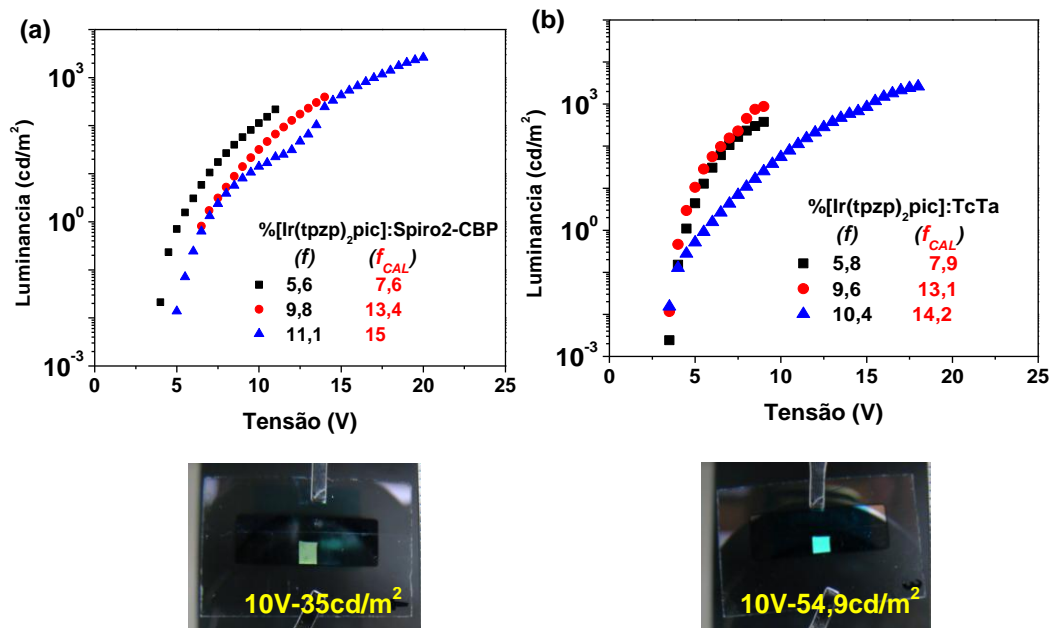 (a)
Luminancia (cd/m²)
10³
10⁰
10⁻³
0 5 10 15 20 25
Tensão (V)
%[Ir(tpzp)₂pic]:Spiro2-CBP
(f) (f_CAL)
5,6 7,6
9,8 13,4
11,1 15
10V-35cd/m²
(b)
Luminancia (cd/m²)
10³
10⁰
10⁻³
0 5 10 15 20 25
Tensão (V)
%[Ir(tpzp)₂pic]:TcTa
(f) (f_CAL)
5,8 7,9
9,6 13,1
10,4 14,2
10V-54,9cd/m²